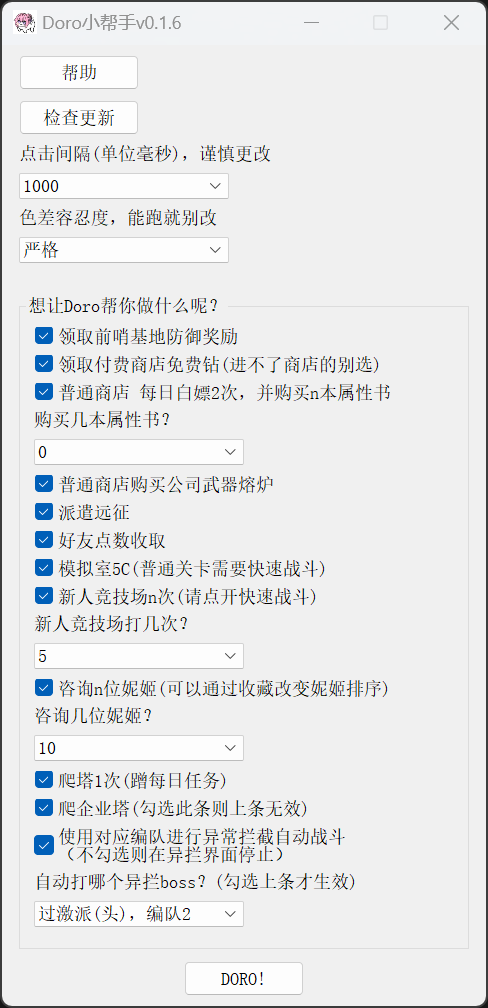 Doro小帮手v0.1.6
帮助
检查更新
点击间隔(单位毫秒)，谨慎更改
1000
色差容忍度，能跑就别改
严格
想让Doro帮你做什么呢？
领取前哨基地防御奖励
领取付费商店免费钻(进不了商店的别选)
普通商店 每日白嫖2次，并购买n本属性书
购买几本属性书？
0
普通商店购买公司武器熔炉
派遣远征
好友点数收取
模拟室5C(普通关卡需要快速战斗)
新人竞技场n次(请点开快速战斗)
新人竞技场打几次？
5
咨询n位妮姬(可以通过收藏改变妮姬排序)
咨询几位妮姬？
10
爬塔1次(蹭每日任务)
爬企业塔(勾选此条则上条无效)
使用对应编队进行异常拦截自动战斗
（不勾选则在异拦界面停止）
自动打哪个异拦boss？(勾选上条才生效)
过激派(头)，编队2
DORO!